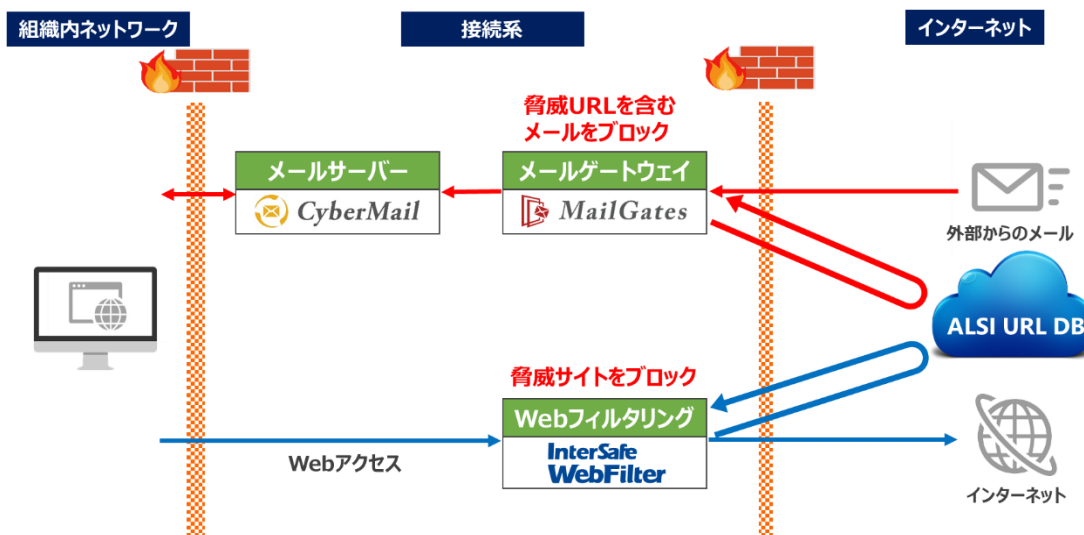 組織内ネットワーク
接続系
インターネット
脅威URLを含む
メールをブロック
メールサーバー
CyberMail
メールゲートウェイ
MailGates
外部からのメール
ALSI URL DB
脅威サイトをブロック
Webフィルタリング
InterSafe
WebFilter
Webアクセス
インターネット